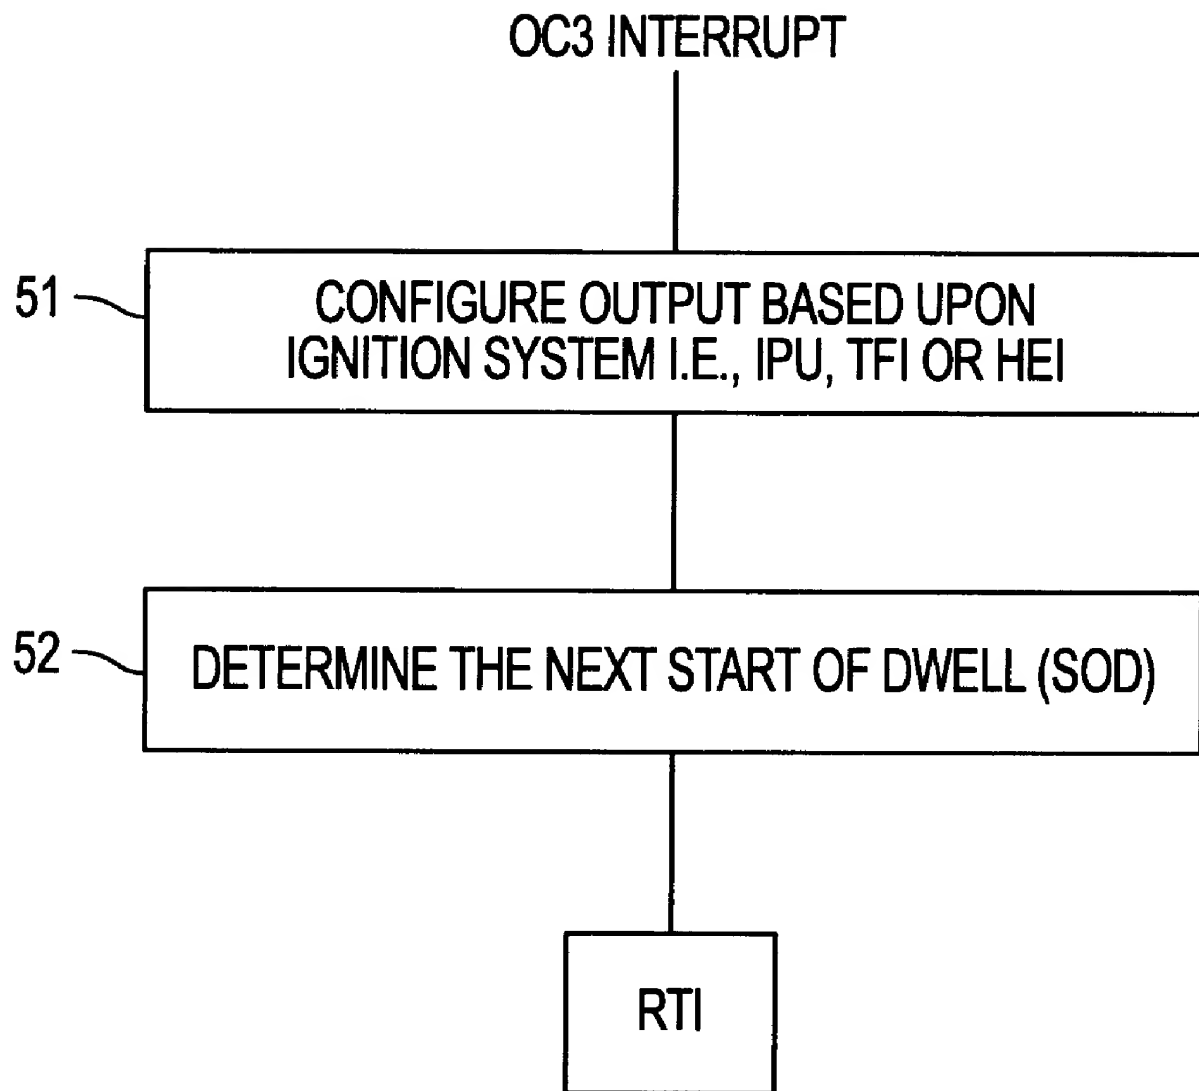 OC3 INTERRUPT
51
CONFIGURE OUTPUT BASED UPON
IGNITION SYSTEM I.E., IPU, TFI OR HEI
52
DETERMINE THE NEXT START OF DWELL (SOD)
RTI